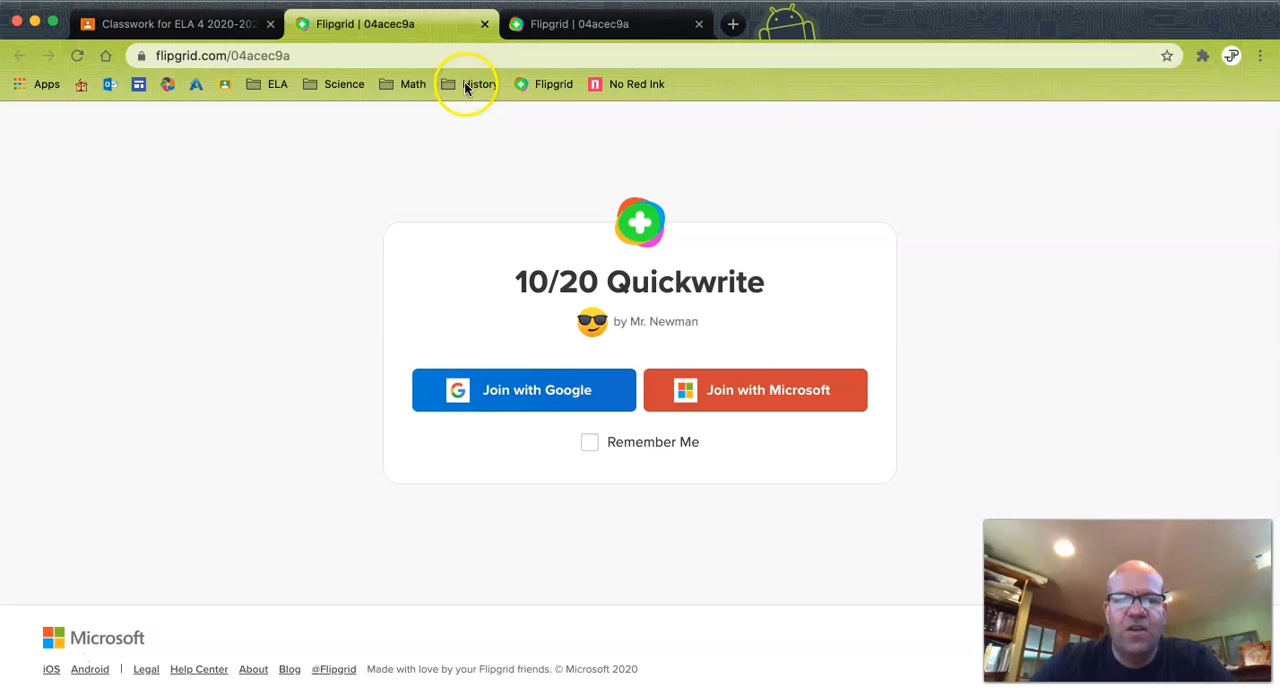 Classwork for ELA 4 2020-202
Flipgrid | 04acec9a
Flipgrid | 04acec9a
flipgrid.com/04acec9a
Apps
ELA
Science
Math
History
Flipgrid
No Red Ink
10/20 Quickwrite
by Mr. Newman
Join with Google
Join with Microsoft
Remember Me
Microsoft
iOS Android | Legal Help Center About Blog @Flipgrid Made with love by your Flipgrid friends. © Microsoft 2020